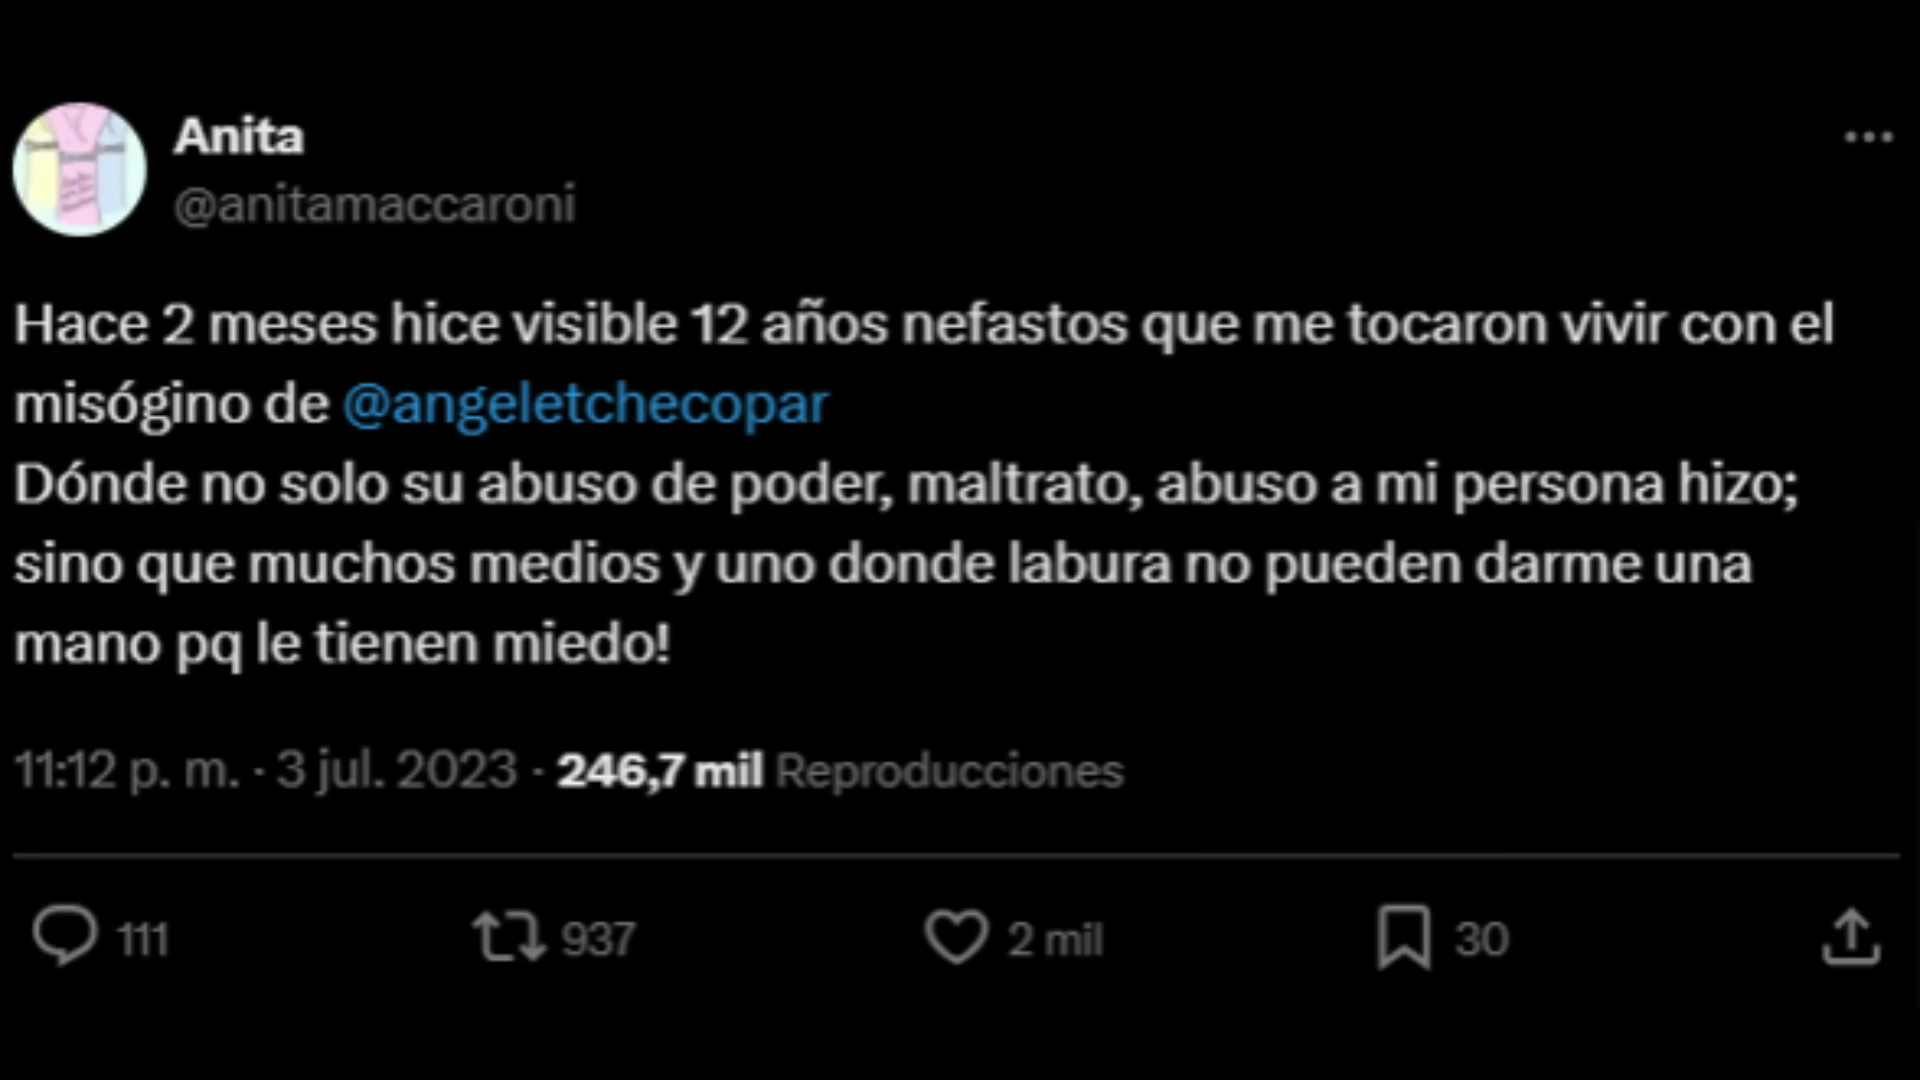 Anita
@anitamaccaroni
Hace 2 meses hice visible 12 años nefastos que me tocaron vivir con el
misógino de @angeletchecopar
Dónde no solo su abuso de poder, maltrato, abuso a mi persona hizo;
sino que muchos medios y uno donde labura no pueden darme una
mano pq le tienen miedo!
11:12 p. m. · 3 jul. 2023 · 246,7 mil Reproducciones
111 937 2 mil 30